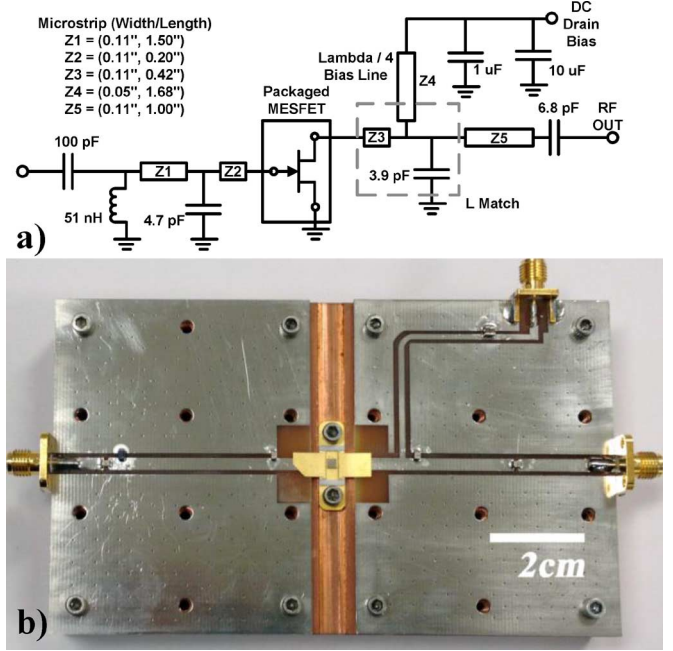 Microstrip (Width/Length)
Z1 = (0.11", 1.50")
Z2 = (0.11", 0.20")
Z3 = (0.11", 0.42")
Z4 = (0.05", 1.68")
Z5 = (0.11", 1.00")
DC
Drain
Bias
Lambda / 4
Bias Line
Z4
1 uF
10 uF
Packaged
MESFET
6.8 pF
RF
OUT
100 pF
Z1
Z2
Z3
Z5
3.9 pF
51 nH
4.7 pF
L Match
a)
2cm
b)